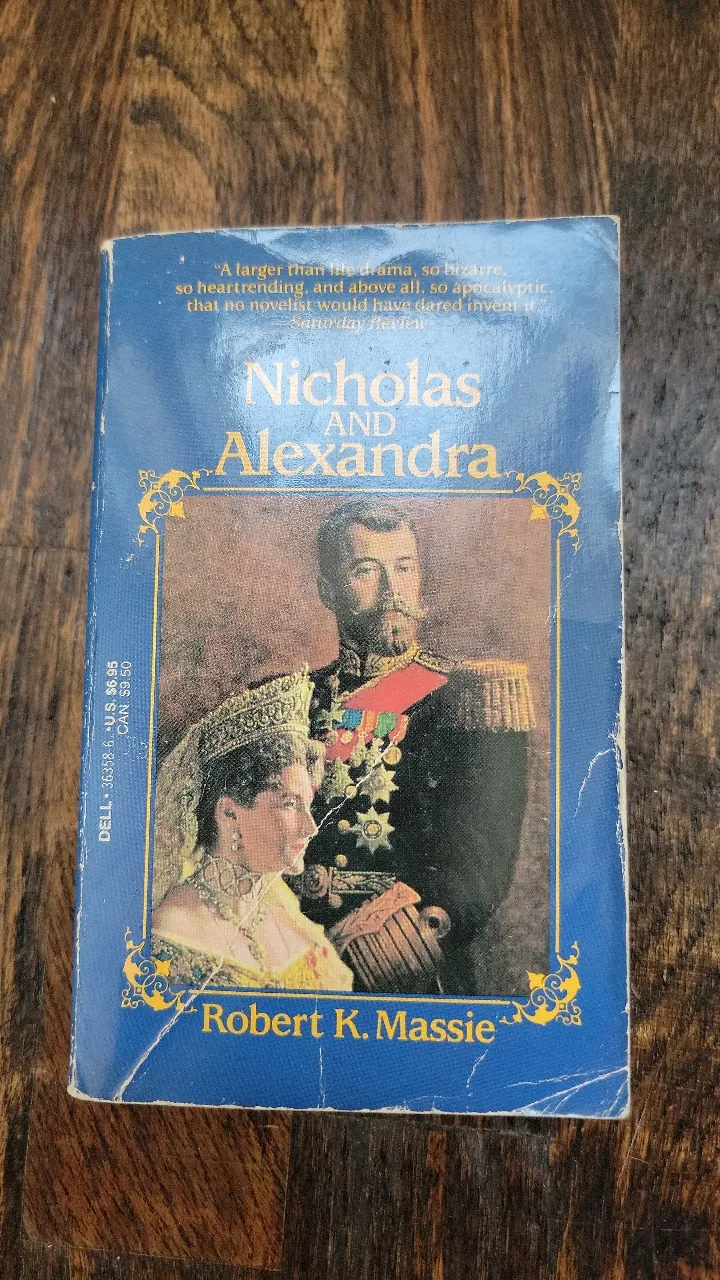 "A larger than life drama, so bizarre,
so heartrending, and above all, so apocalyptic,
that no novelist would have dared invent it."
—Saturday Review
Nicholas
AND
Alexandra
DELL • 36358-6 • U.S. $6.95
CAN. $9.50
Robert K. Massie